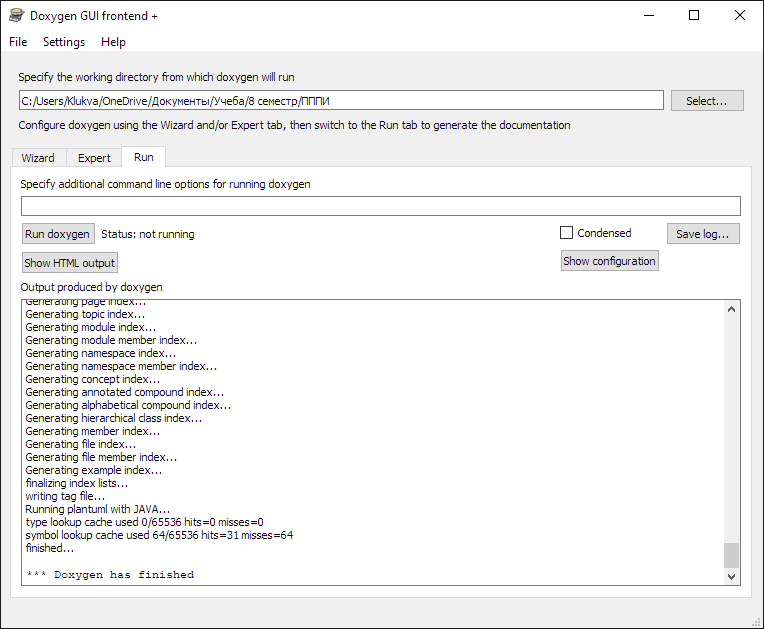 Doxygen GUI frontend +
File Settings Help
Specify the working directory from which doxygen will run
C:/Users/Klukva/OneDrive/Документы/Учеба/8 семестр/ПППИ
Select...
Configure doxygen using the Wizard and/or Expert tab, then switch to the Run tab to generate the documentation
Wizard Expert Run
Specify additional command line options for running doxygen
Run doxygen Status: not running Condensed Save log...
Show HTML output Show configuration
Output produced by doxygen
Generating page index...
Generating topic index...
Generating module index...
Generating module member index...
Generating namespace index...
Generating namespace member index...
Generating concept index...
Generating annotated compound index...
Generating alphabetical compound index...
Generating hierarchical class index...
Generating member index...
Generating file index...
Generating file member index...
Generating example index...
finalizing index lists...
writing tag file...
Running plantuml with JAVA...
type lookup cache used 0/65536 hits=0 misses=0
symbol lookup cache used 64/65536 hits=31 misses=64
finished...
*** Doxygen has finished